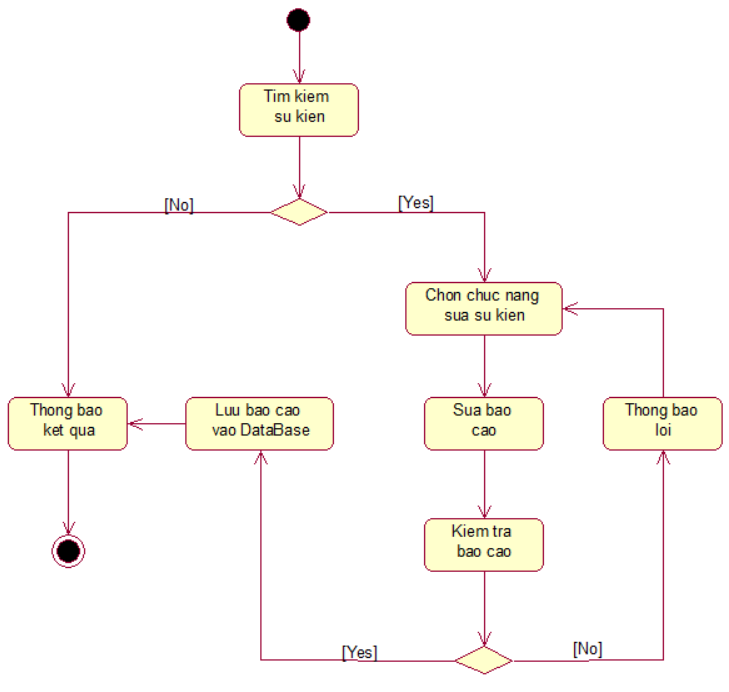 Tim kiem
su kien
[No]
[Yes]
Chon chuc nang
sua su kien
Thong bao
ket qua
Luu bao cao
vao DataBase
Sua bao
cao
Thong bao
loi
Kiem tra
bao cao
[Yes]
[No]